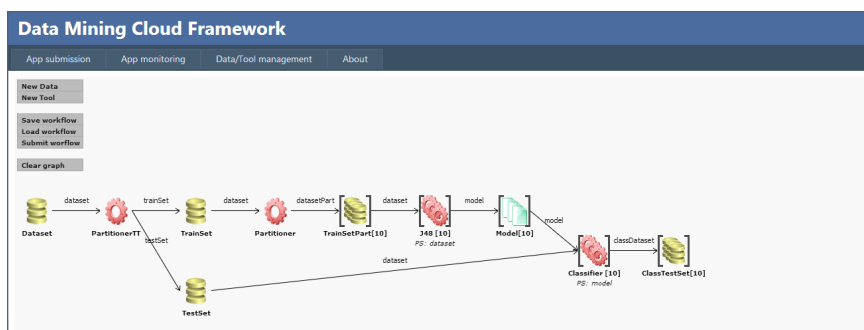 Data Mining Cloud Framework
App submission App monitoring Data/Tool management About
New Data
New Tool
Save workflow
Load workflow
Submit worflow
Clear graph
dataset trainSet dataset datasetPart dataset model
Dataset PartitionerTT TrainSet Partitioner TrainSetPart[10] J48 [10] Model[10]
PS: dataset
model
testSet
dataset
classDataset
Classifier [10] ClassTestSet[10]
PS: model
TestSet